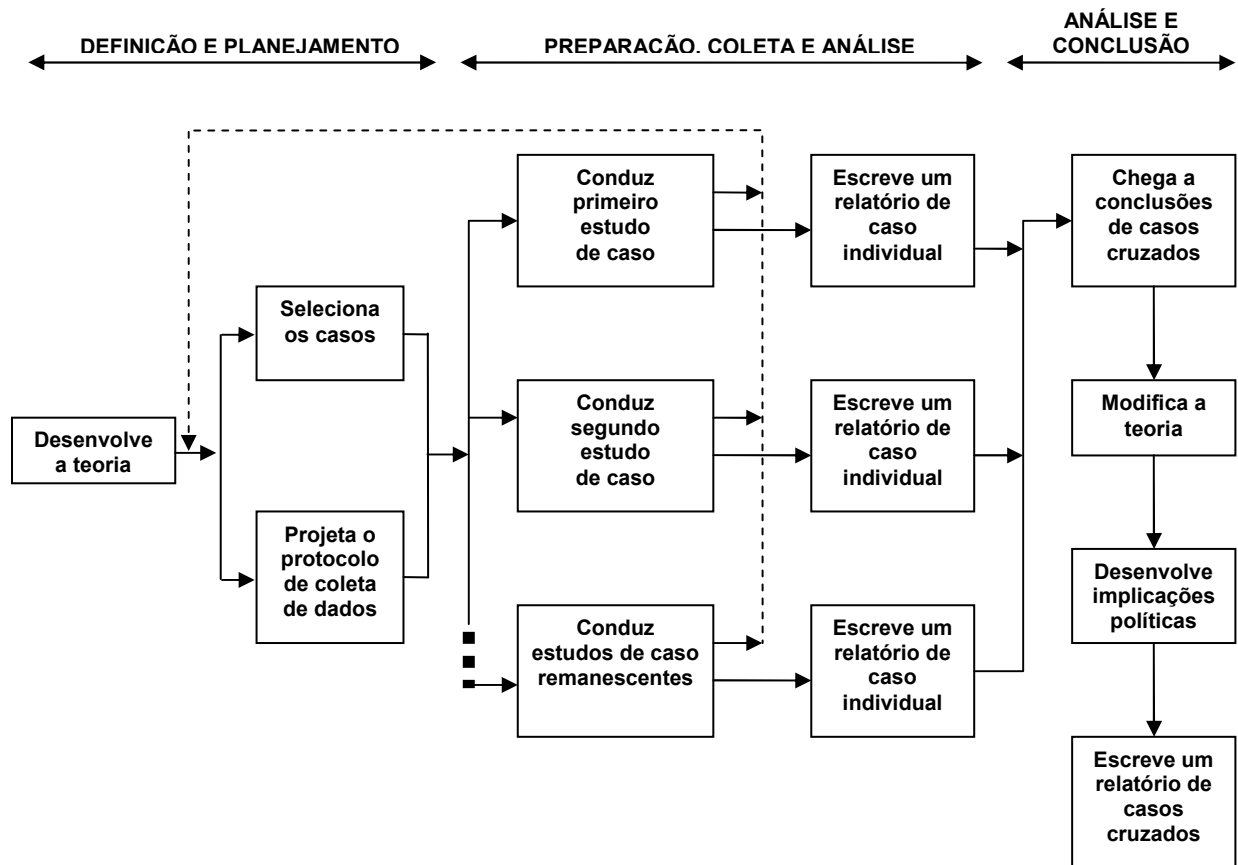 DEFINIÇÃO E PLANEJAMENTO
PREPARAÇÃO, COLETA E ANÁLISE
ANÁLISE E
CONCLUSÃO
Desenvolve
a teoria
Seleciona
os casos
Projeta o
protocolo
de coleta
de dados
Conduz
primeiro
estudo
de caso
Escreve um
relatório de
caso
individual
Conduz
segundo
estudo
de caso
Escreve um
relatório de
caso
individual
Conduz
estudos de caso
remanescentes
Escreve um
relatório de
caso
individual
Chega a
conclusões
de casos
cruzados
Modifica a
teoria
Desenvolve
implicações
políticas
Escreve um
relatório de
casos
cruzados